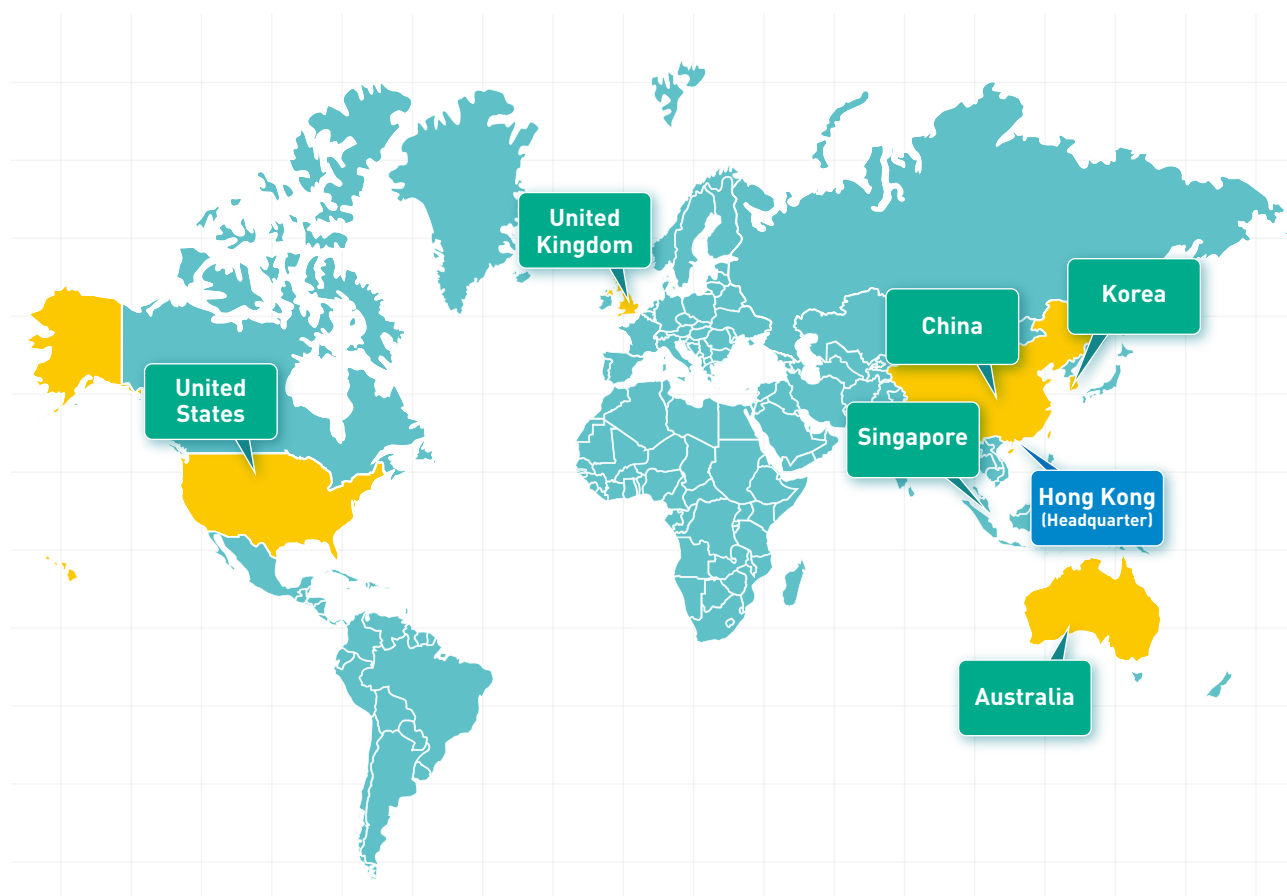 United
Kingdom
Korea
China
United
States
Singapore
Hong Kong
(Headquarter)
Australia